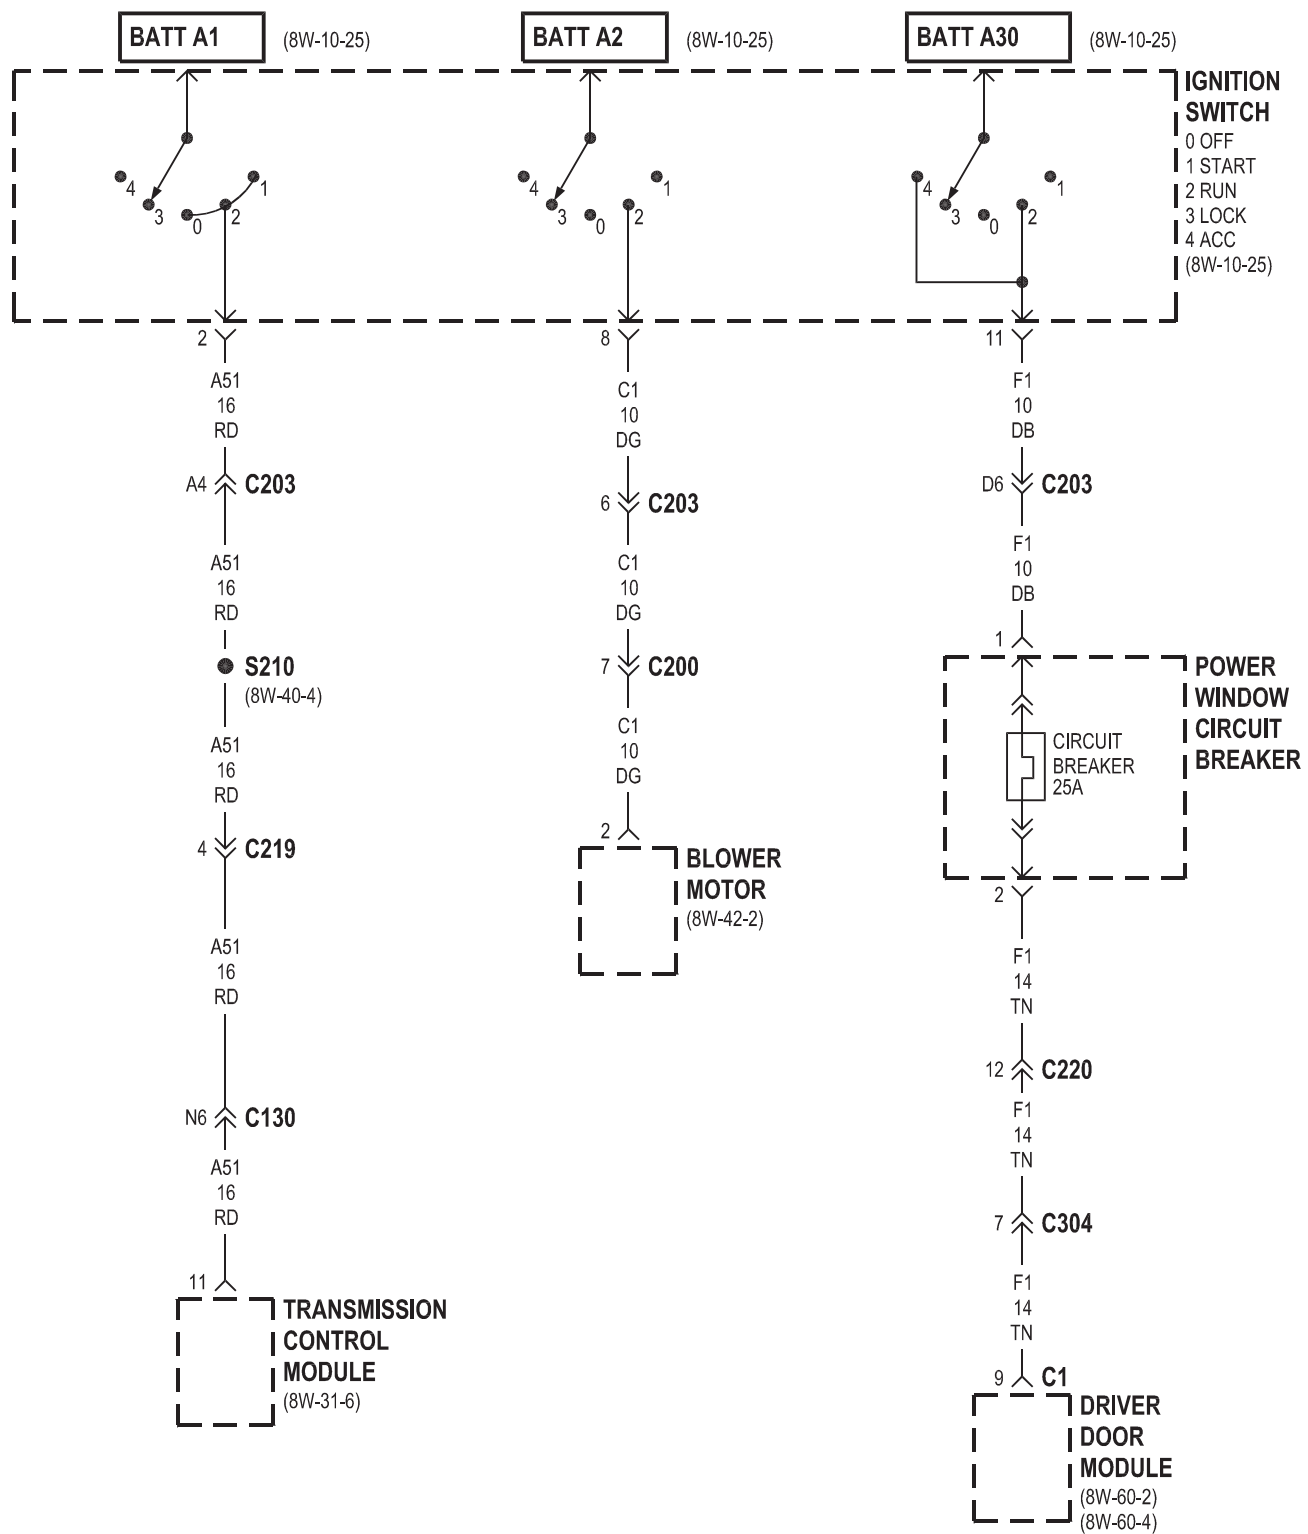 BATT A1
(8W-10-25)
BATT A2
(8W-10-25)
BATT A30
(8W-10-25)
IGNITION
SWITCH
0 OFF
1 START
2 RUN
3 LOCK
4 ACC
(8W-10-25)
4
3
0
2
1
4
3
0
2
1
4
3
0
2
1
2
A51
16
RD
A4
C203
A51
16
RD
S210
(8W-40-4)
A51
16
RD
4
C219
A51
16
RD
N6
C130
A51
16
RD
11
TRANSMISSION
CONTROL
MODULE
(8W-31-6)
8
C1
10
DG
6
C203
C1
10
DG
7
C200
C1
10
DG
2
BLOWER
MOTOR
(8W-42-2)
11
F1
10
DB
D6
C203
F1
10
DB
1
POWER
WINDOW
CIRCUIT
BREAKER
CIRCUIT
BREAKER
25A
2
F1
14
TN
12
C220
F1
14
TN
7
C304
F1
14
TN
9
C1
DRIVER
DOOR
MODULE
(8W-60-2)
(8W-60-4)